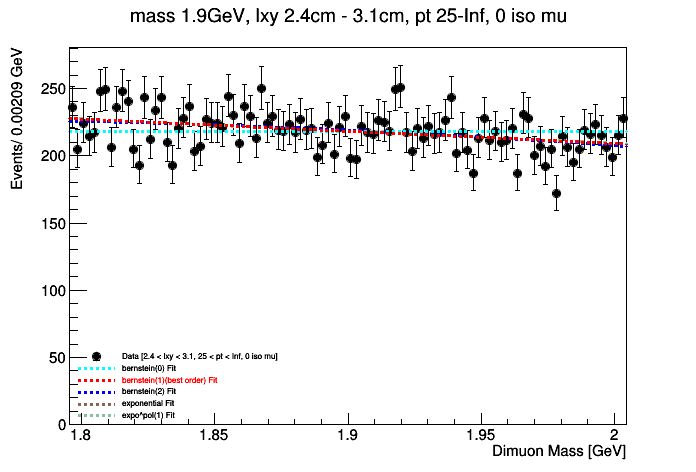 mass 1.9GeV, lxy 2.4cm - 3.1cm, pt 25-Inf, 0 iso mu
Events/ 0.00209 GeV
250
200
150
100
50
0
Data [2.4 < lxy < 3.1, 25 < pt < Inf, 0 iso mu]
bernstein(0) Fit
bernstein(1)(best order) Fit
bernstein(2) Fit
exponential Fit
expo*pol(1) Fit
1.8 1.85 1.9 1.95 2
Dimuon Mass [GeV]